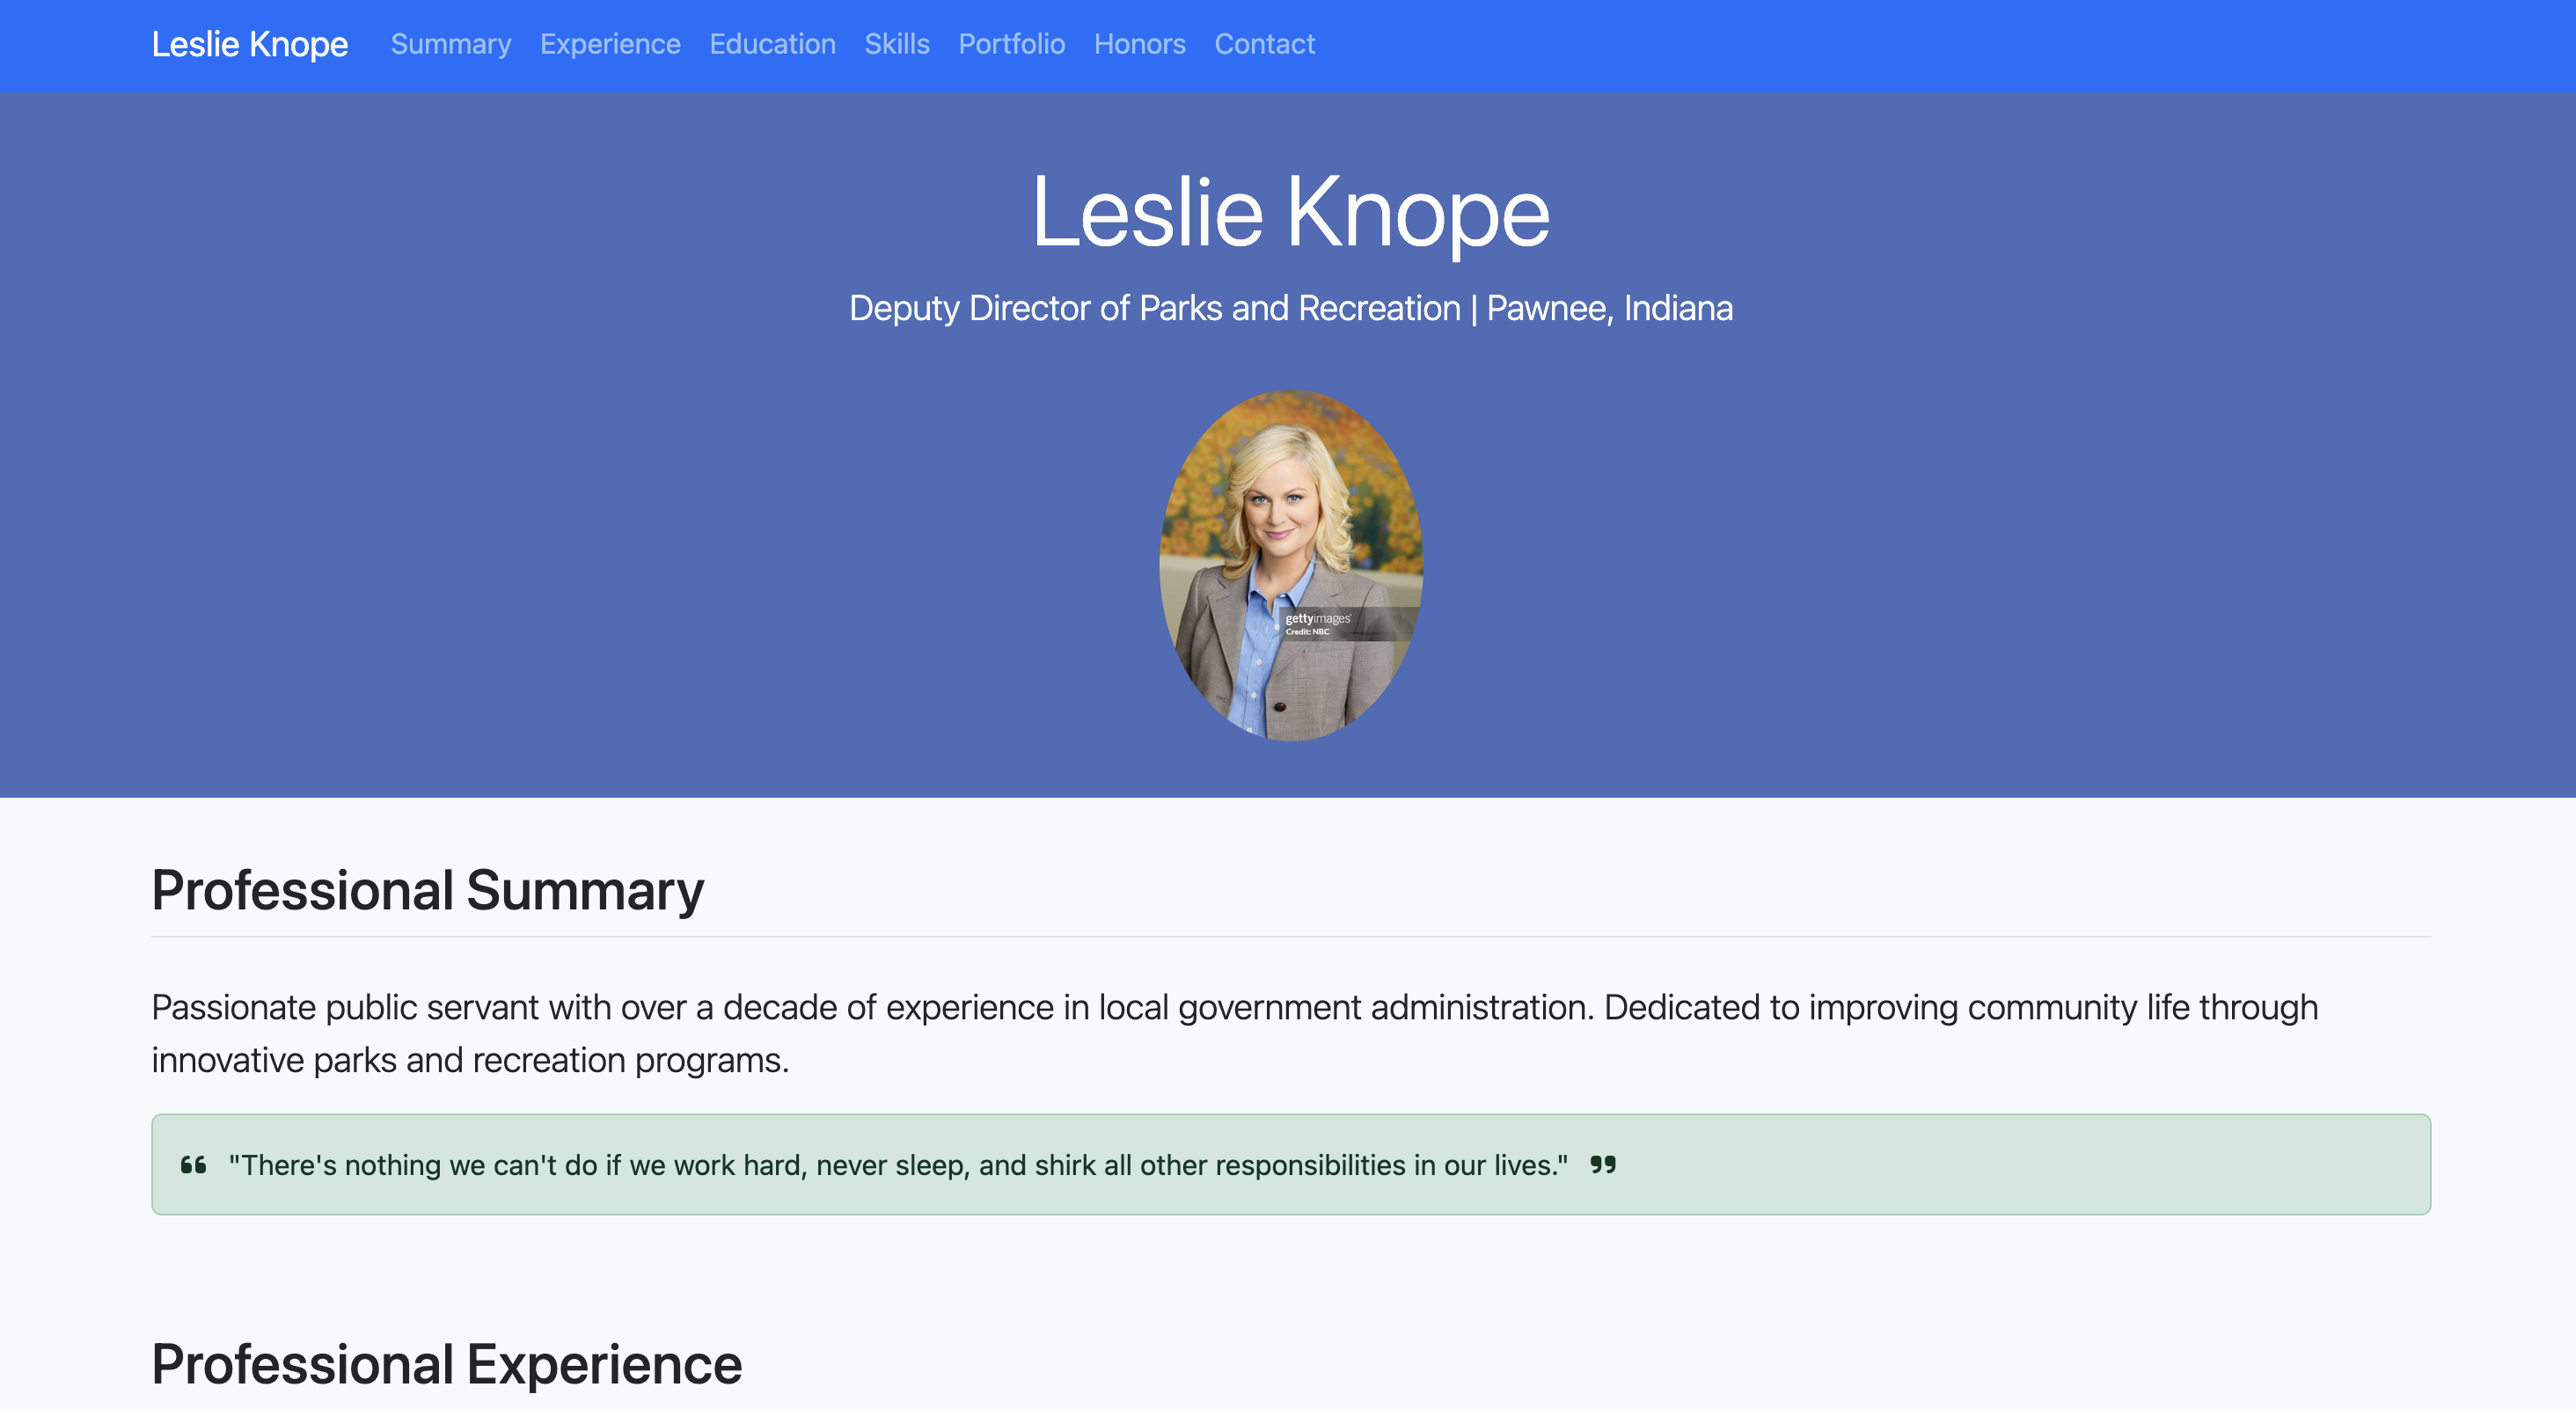 Leslie Knope Summary Experience Education Skills Portfolio Honors Contact
Leslie Knope
Deputy Director of Parks and Recreation | Pawnee, Indiana
gettyimages
Credit: NBC
Professional Summary
Passionate public servant with over a decade of experience in local government administration. Dedicated to improving community life through
innovative parks and recreation programs.
❝ "There's nothing we can't do if we work hard, never sleep, and shirk all other responsibilities in our lives." ❞
Professional Experience